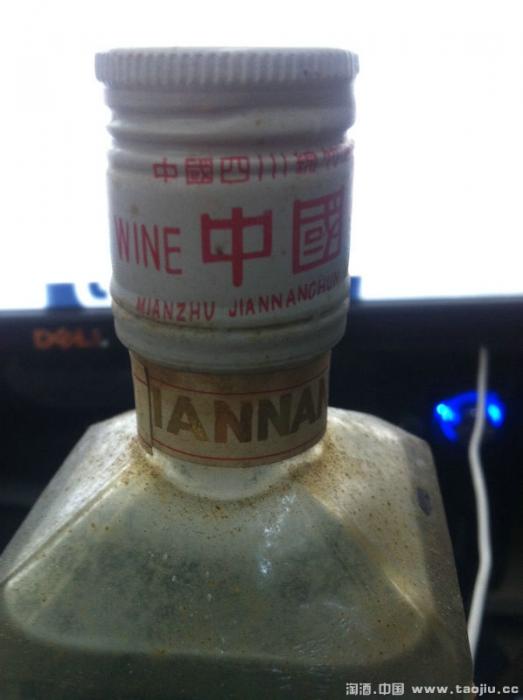 中國四川綿竹
WINE 中國
MIANZHU JIANNANCHUN
DELL
IANNAN
淘酒.中国 www.taojiu.cc